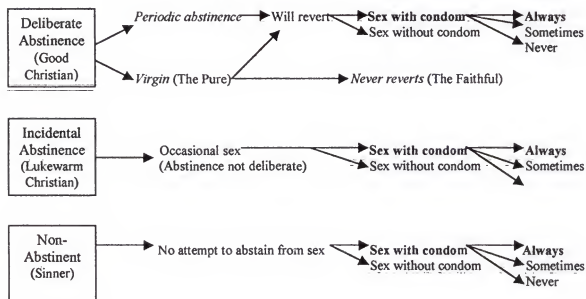 Deliberate
Abstinence
(Good
Christian)
Periodic abstinence
Will revert
Sex with condom
Sex without condom
Always
Sometimes
Never
Virgin (The Pure)
Never reverts (The Faithful)
Incidental
Abstinence
(Lukewarm
Christian)
Occasional sex
(Abstinence not deliberate)
Sex with condom
Sex without condom
Always
Sometimes
Non-
Abstinent
(Sinner)
No attempt to abstain from sex
Sex with condom
Sex without condom
Always
Sometimes
Never